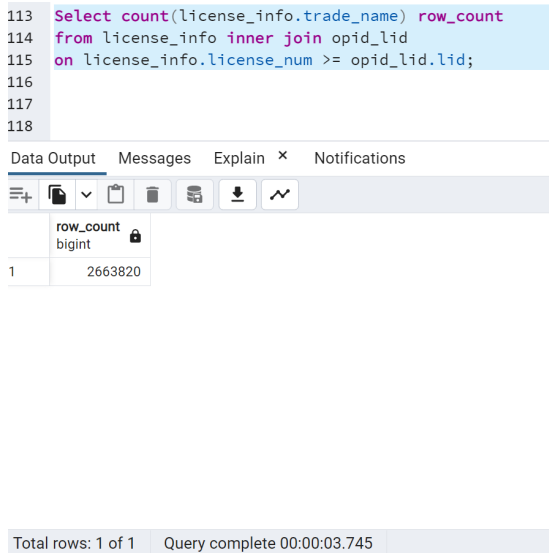 113 Select count(license_info.trade_name) row_count
114 from license_info inner join opid_lid
115 on license_info.license_num >= opid_lid.lid;
116
117
118
Data Output Messages Explain × Notifications
row_count
bigint
1 2663820
Total rows: 1 of 1 Query complete 00:00:03.745